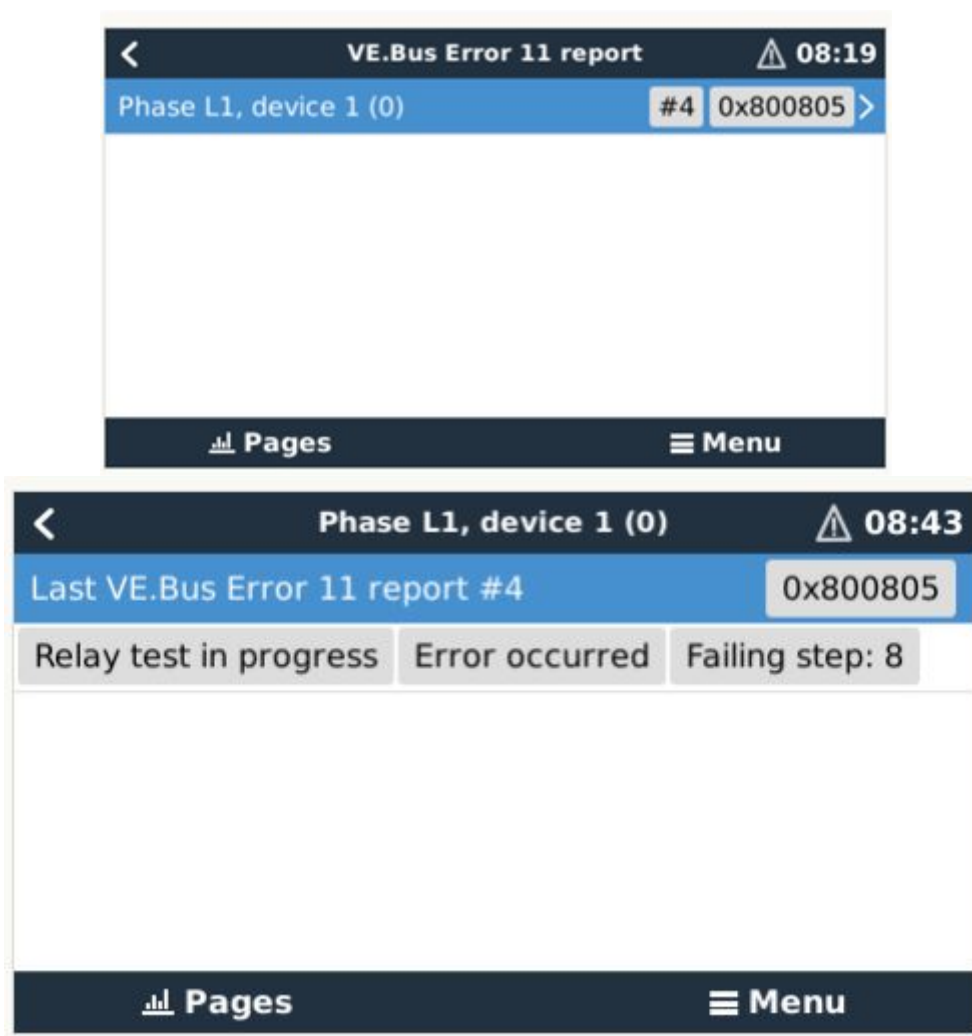 VE.Bus Error 11 report 08:19
Phase L1, device 1 (0) #4 0x800805
Pages Menu
Phase L1, device 1 (0) 08:43
Last VE.Bus Error 11 report #4 0x800805
Relay test in progress Error occurred Failing step: 8
Pages Menu